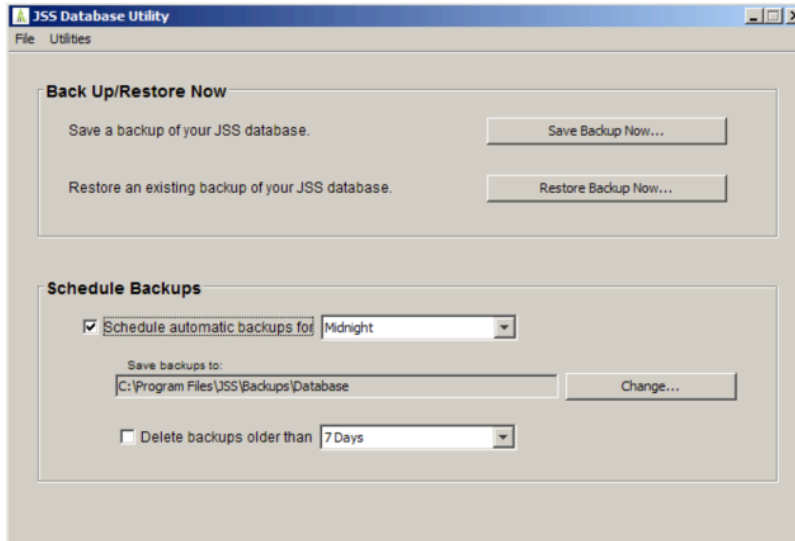 JSS Database Utility
File Utilities
Back Up/Restore Now
Save a backup of your JSS database.
Save Backup Now...
Restore an existing backup of your JSS database.
Restore Backup Now...
Schedule Backups
Schedule automatic backups for Midnight
Save backups to:
C:\Program Files\JSS\Backups\Database
Change...
Delete backups older than 7 Days